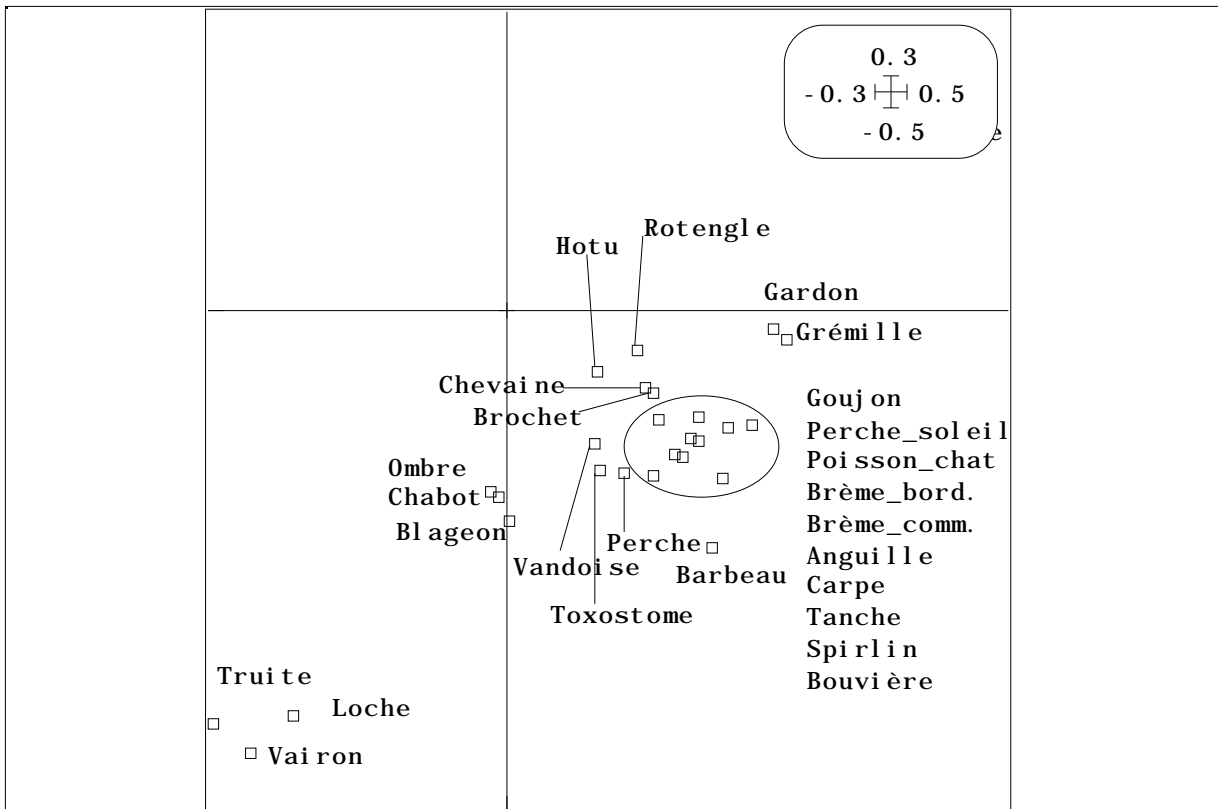 0.3
-0.3 0.5
-0.5
e
Rotengle
Hotu
Gardon
Grémille
Chevaine
Brochet
Goujon
Perche_soleil
Poisson_chat
Brème_bord.
Brème_comm.
Anguille
Carpe
Tanche
Spirlin
Bouvière
Ombre
Chabot
Blageon
Perche
Vandoise
Barbeau
Toxostome
Truite
Loche
Vairon